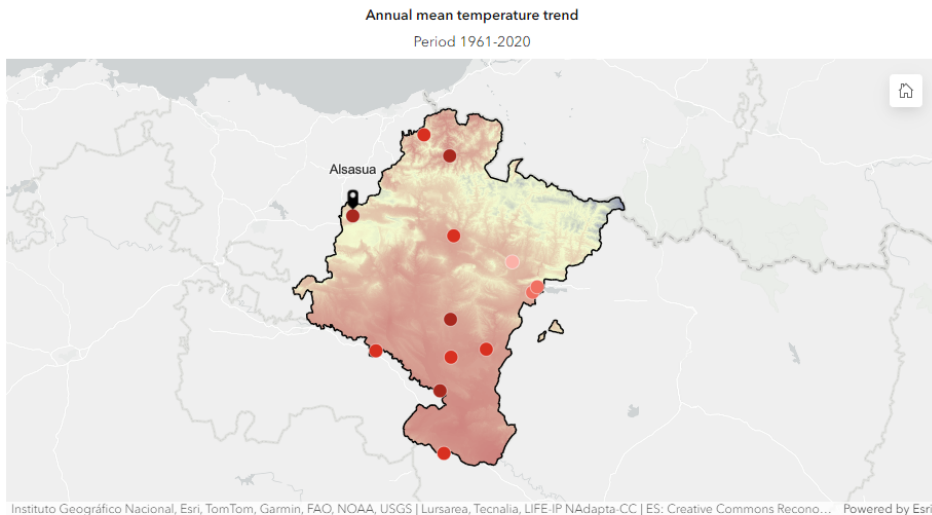 Annual mean temperature trend
Period 1961-2020
Alsasua
Instituto Geográfico Nacional, Esri, TomTom, Garmin, FAO, NOAA, USGS | Lursarea, Tecnalia, LIFE-IP NAdapta-CC | ES: Creative Commons Recono... Powered by Esri